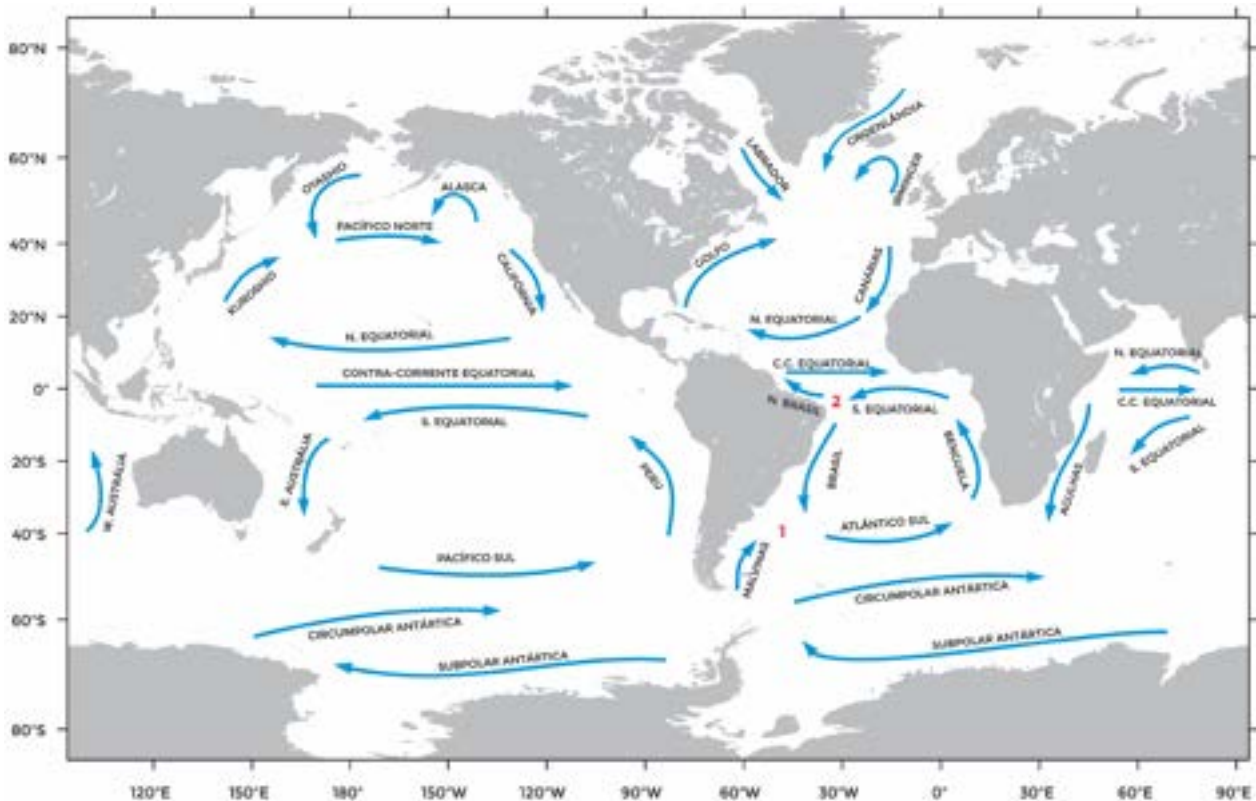 80°N
60°N
40°N
20°N
0°
20°S
40°S
60°S
80°S
GROENLÂNDIA
LABRADOR
OYASHIO
ALASCA
PACÍFICO NORTE
GOLPO
CANÁRIAS
CALIFÓRNIA
KUROSHIO
N. EQUATORIAL
N. EQUATORIAL
N. EQUATORIAL
C.C. EQUATORIAL
CONTRA-CORRENTE EQUATORIAL
C.C. EQUATORIAL
N. BRASIL
2
S. EQUATORIAL
S. EQUATORIAL
S. EQUATORIAL
W. AUSTRÁLIA
E. AUSTRÁLIA
PERU
BRASIL
BENGUELA
AGULHAS
1
ATLÂNTICO SUL
PACÍFICO SUL
MALVINAS
CIRCUMPOLAR ANTÁRTICA
CIRCUMPOLAR ANTÁRTICA
SUBPOLAR ANTÁRTICA
SUBPOLAR ANTÁRTICA
120°E
150°E
180°
150°W
120°W
90°W
60°W
30°W
0°
30°E
60°E
90°E